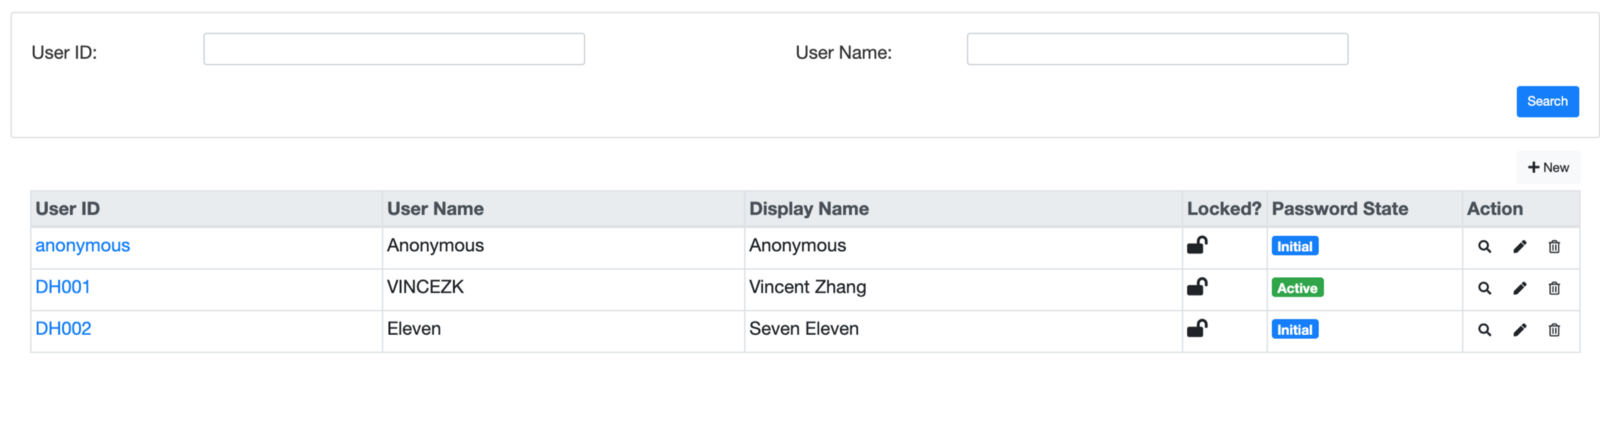 User ID: User Name:
Search
New
User ID User Name Display Name Locked? Password State Action
anonymous Anonymous Anonymous Initial
DH001 VINCEZK Vincent Zhang Active
DH002 Eleven Seven Eleven Initial